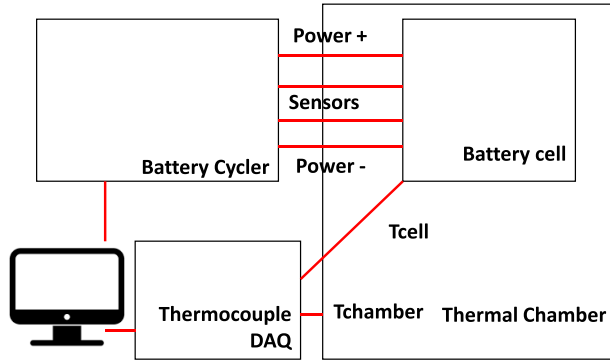 Power +
Sensors
Battery Cycler
Power -
Battery cell
Tcell
Thermocouple
DAQ
Tchamber
Thermal Chamber